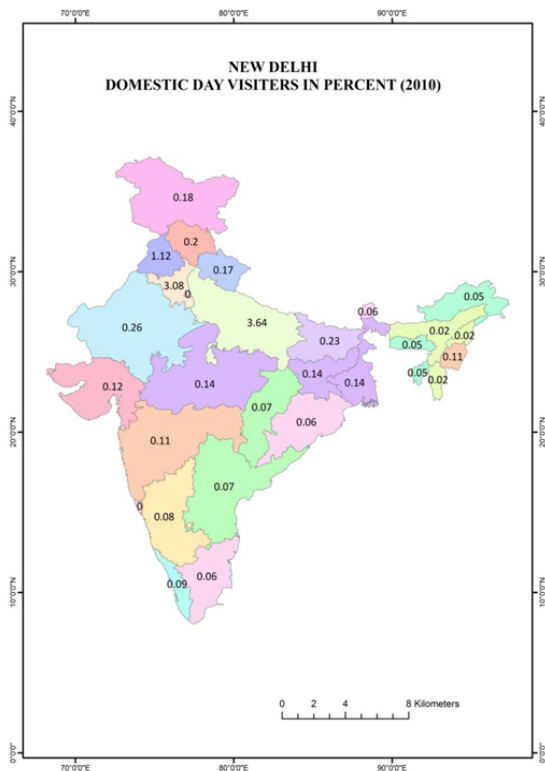 70°0'0"E 80°0'0"E 90°0'0"E
NEW DELHI
DOMESTIC DAY VISITERS IN PERCENT (2010)
40°0'0"N 40°0'0"N
0.18
0.2
1.12
30°0'0"N 0.17 30°0'0"N
3.08
0
0.05
0.06
3.64
0.26 0.02 0.02
0.23
0.05
0.11
0.14 0.05
0.12 0.14 0.14 0.02
0.07
0.06
20°0'0"N 20°0'0"N
0.11
0.07
0
0.08
0.06
0.09
10°0'0"N 10°0'0"N
0 2 4 8 Kilometers
0°0'0" 0°0'0"
70°0'0"E 80°0'0"E 90°0'0"E